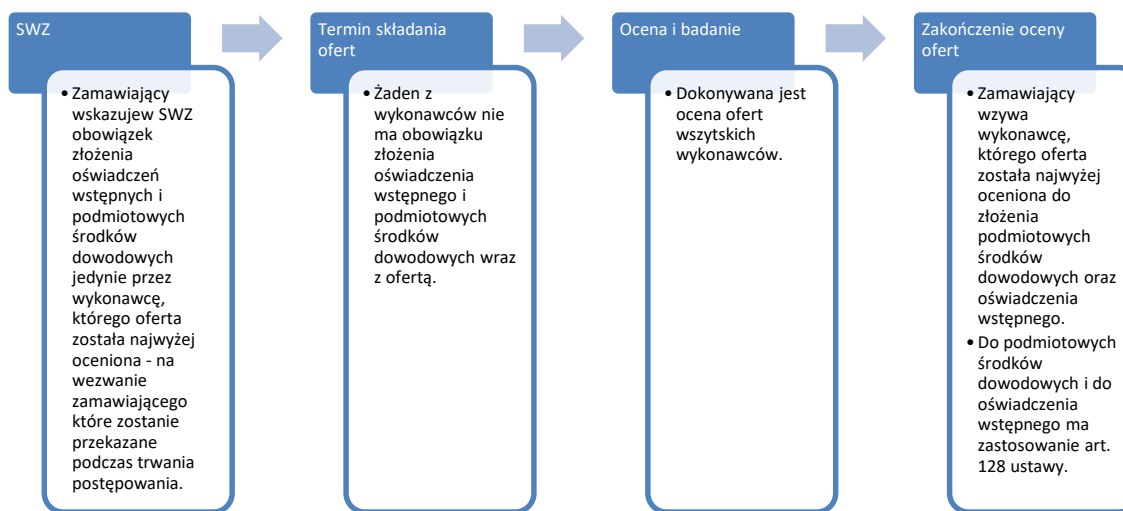 SWZ
• Zamawiający
wskazujew SWZ
obowiązek
złożenia
oświadczeń
wstępnych i
podmiotowych
środków
dowodowych
jedynie przez
wykonawcę,
którego oferta
została najwyżej
oceniona - na
wezwanie
zamawiającego
które zostanie
przekazane
podczas trwania
postępowania.
Termin składania
ofert
• Żaden z
wykonawców nie
ma obowiązku
złożenia
oświadczenia
wstępnego i
podmiotowych
środków
dowodowych wraz
z ofertą.
Ocena i badanie
• Dokonywana jest
ocena ofert
wszytskich
wykonawców.
Zakończenie oceny
ofert
• Zamawiający
wzywa
wykonawcę,
którego oferta
została najwyżej
oceniona do
złożenia
podmiotowych
środków
dowodowych oraz
oświadczenia
wstępnego.
• Do podmiotowych
środków
dowodowych i do
oświadczenia
wstępnego ma
zastosowanie art.
128 ustawy.